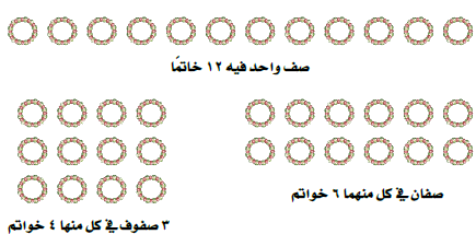 صف واحد فيه ١٢ خاتمًا
صفان في كل منهما ٦ خواتم
٣ صفوف في كل منها ٤ خواتم